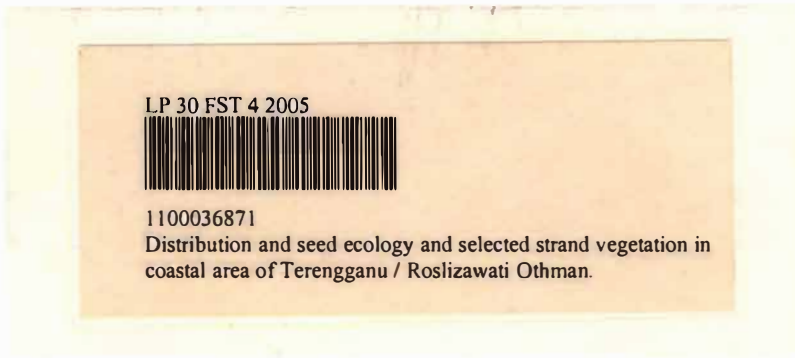 LP 30 FST 4 2005
1100036871
Distribution and seed ecology and selected strand vegetation in
coastal area of Terengganu / Roslizawati Othman.